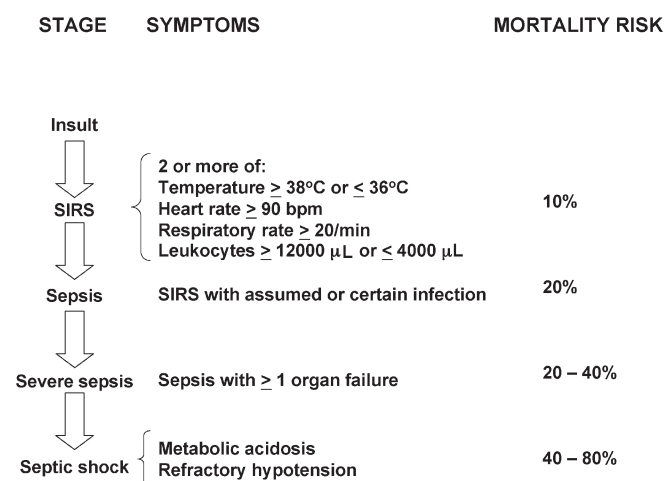 STAGE SYMPTOMS MORTALITY RISK
Insult
2 or more of:
Temperature ≥ 38°C or ≤ 36°C
SIRS Heart rate ≥ 90 bpm 10%
Respiratory rate ≥ 20/min
Leukocytes ≥ 12000 μL or ≤ 4000 μL
Sepsis SIRS with assumed or certain infection 20%
Severe sepsis Sepsis with ≥ 1 organ failure 20 – 40%
Metabolic acidosis
Septic shock Refractory hypotension 40 – 80%